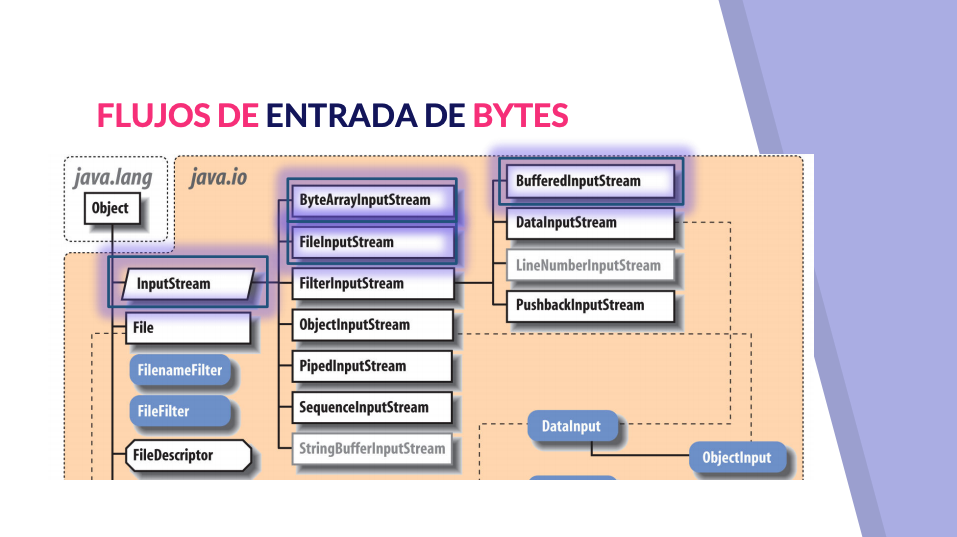 FLUJOS DE ENTRADA DE BYTES
java.lang
java.io
Object
InputStream
File
FilenameFilter
FileFilter
FileDescriptor
ByteArrayInputStream
FileInputStream
FilterInputStream
ObjectInputStream
PipedInputStream
SequenceInputStream
StringBufferInputStream
BufferedInputStream
DataInputStream
LineNumberInputStream
PushbackInputStream
DataInput
ObjectInput